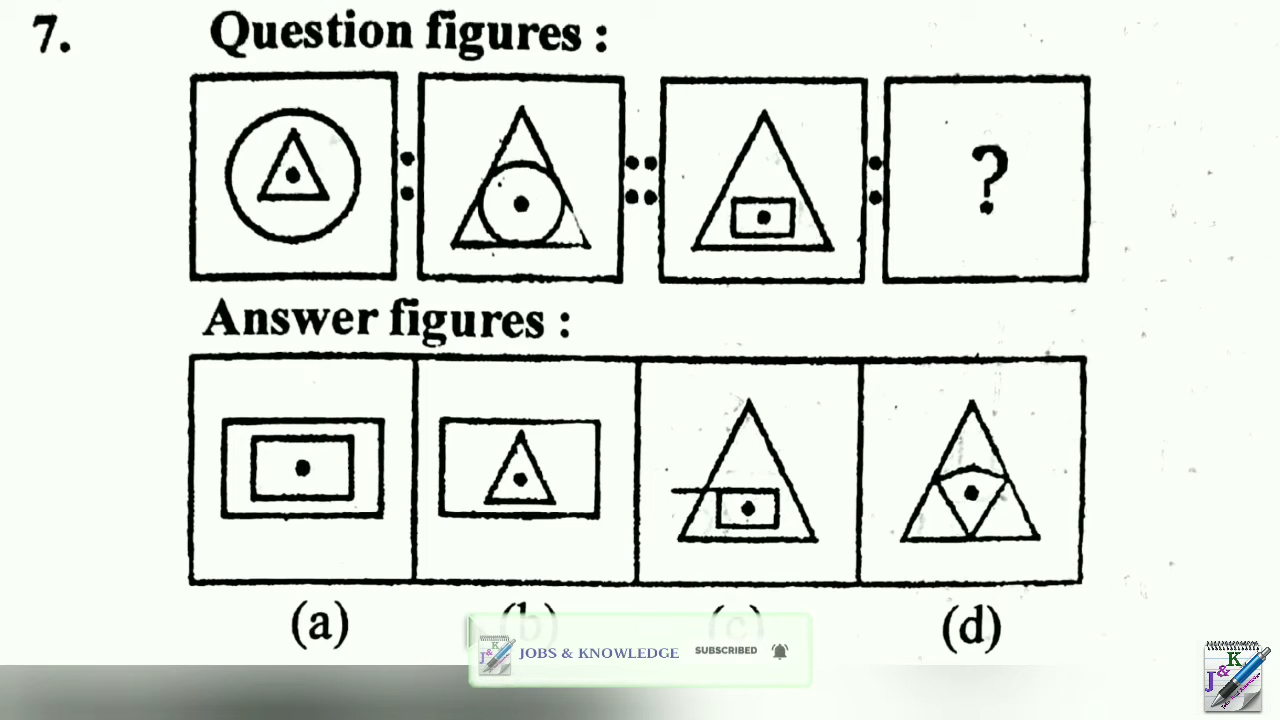 7. Question figures :
?
Answer figures :
(a) (b) (c) (d)
JOBS & KNOWLEDGE SUBSCRIBED
J&K
J&K